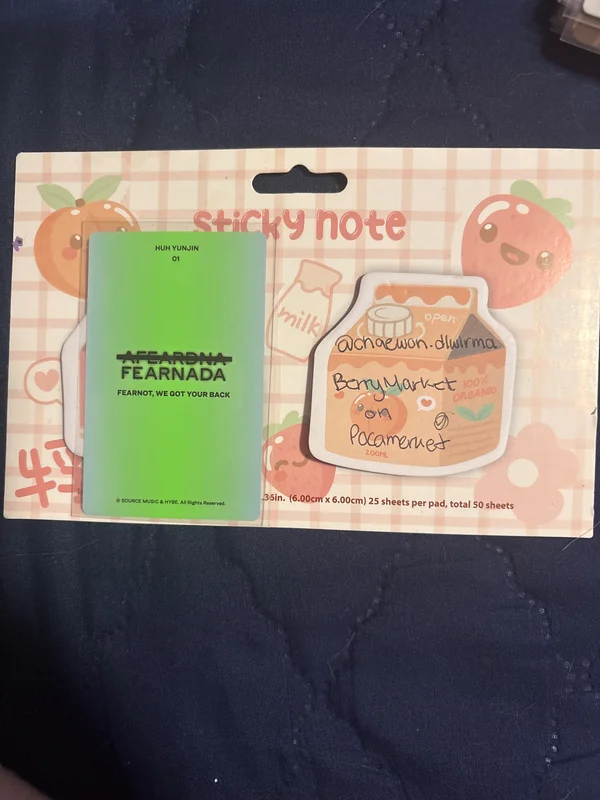 sticky note
HUH YUNJIN
01
AFEARDNA
FEARNADA
FEARNOT, WE GOT YOUR BACK
© SOURCE MUSIC & HYBE. All Rights Reserved.
milk
open
@chaewon.dlwlrma
BerryMarket
on
Pocamarket
100%
ORGANIC
200ML
.36in. (6.00cm x 6.00cm) 25 sheets per pad, total 50 sheets